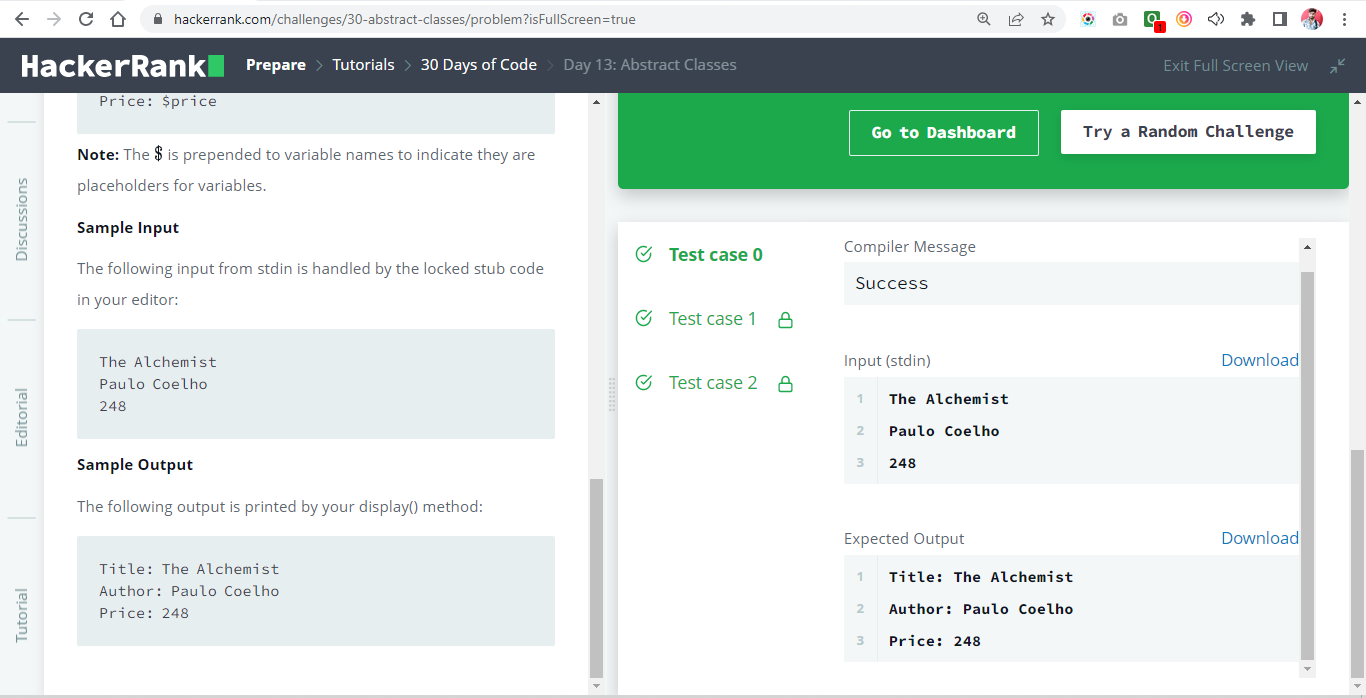 hackerrank.com/challenges/30-abstract-classes/problem?isFullScreen=true
1
HackerRank
Prepare > Tutorials > 30 Days of Code > Day 13: Abstract Classes
Exit Full Screen View
Discussions
Editorial
Tutorial
Price: $price
Note: The $ is prepended to variable names to indicate they are
placeholders for variables.
Sample Input
The following input from stdin is handled by the locked stub code
in your editor:
The Alchemist
Paulo Coelho
248
Sample Output
The following output is printed by your display() method:
Title: The Alchemist
Author: Paulo Coelho
Price: 248
Go to Dashboard
Try a Random Challenge
Test case 0
Test case 1
Test case 2
Compiler Message
Success
Input (stdin)
Download
1 The Alchemist
2 Paulo Coelho
3 248
Expected Output
Download
1 Title: The Alchemist
2 Author: Paulo Coelho
3 Price: 248